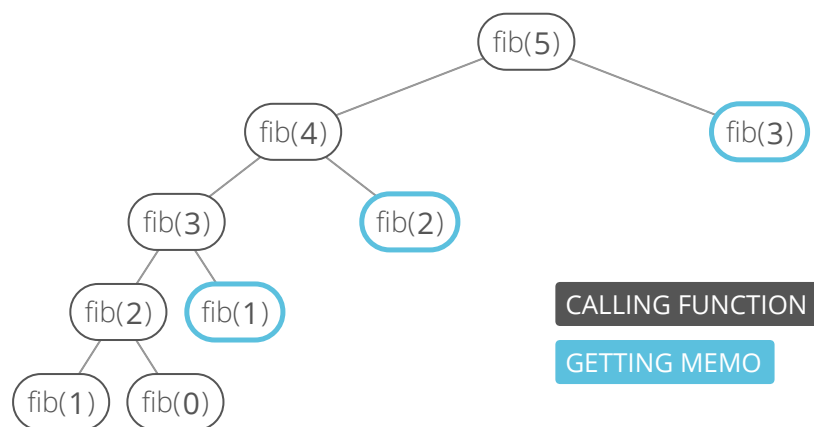 fib(5)
fib(4)
fib(3)
fib(3)
fib(2)
fib(2)
fib(1)
CALLING FUNCTION
GETTING MEMO
fib(1)
fib(0)